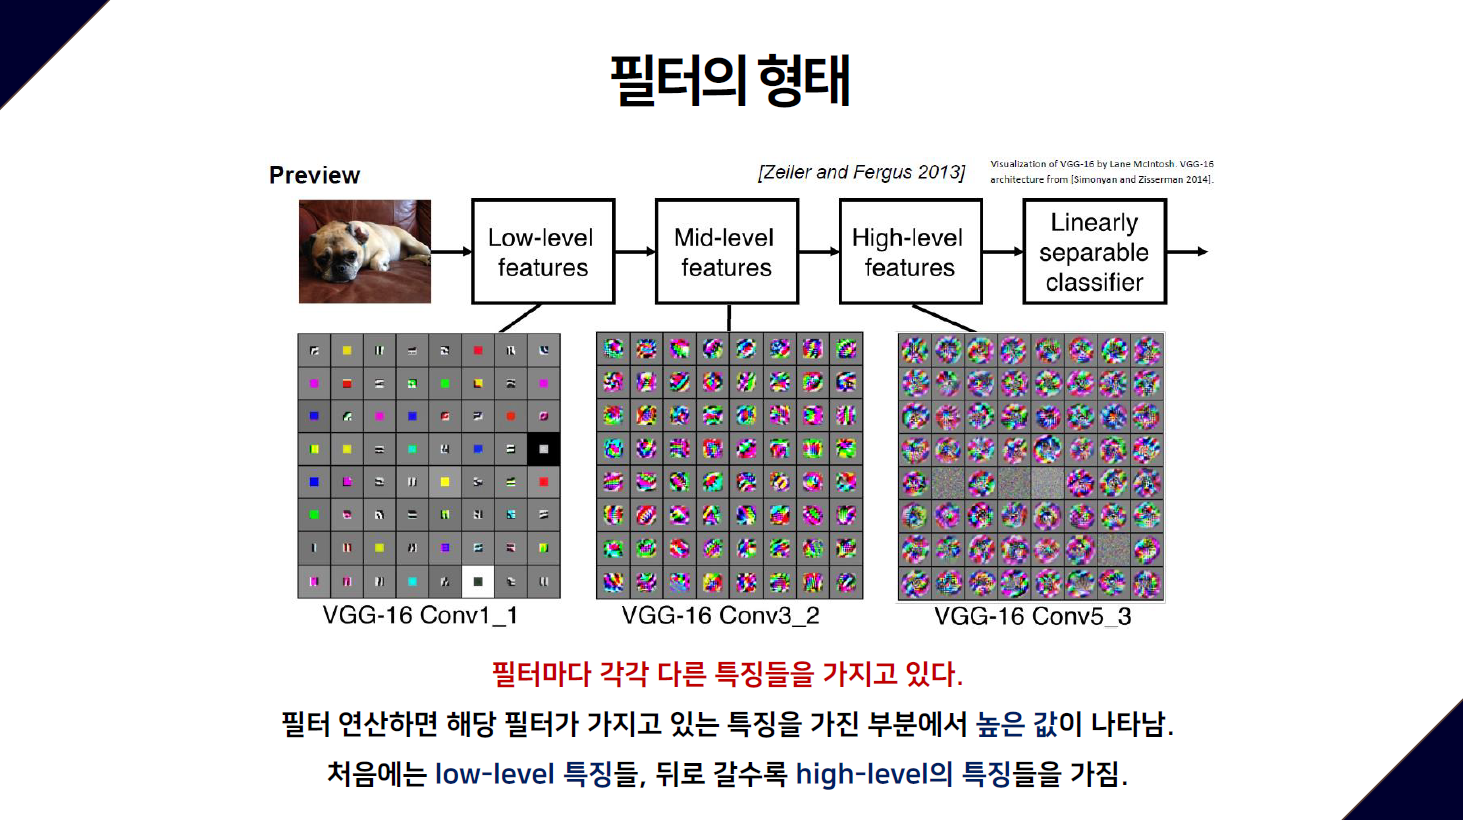 필터의 형태
Preview
[Zeiler and Fergus 2013]
Visualization of VGG-16 by Lane McIntosh. VGG-16
architecture from [Simonyan and Zisserman 2014].
Low-level
features
Mid-level
features
High-level
features
Linearly
separable
classifier
VGG-16 Conv1_1
VGG-16 Conv3_2
VGG-16 Conv5_3
필터마다 각각 다른 특징들을 가지고 있다.
필터 연산하면 해당 필터가 가지고 있는 특징을 가진 부분에서 높은 값이 나타남.
처음에는 low-level 특징들, 뒤로 갈수록 high-level의 특징들을 가짐.